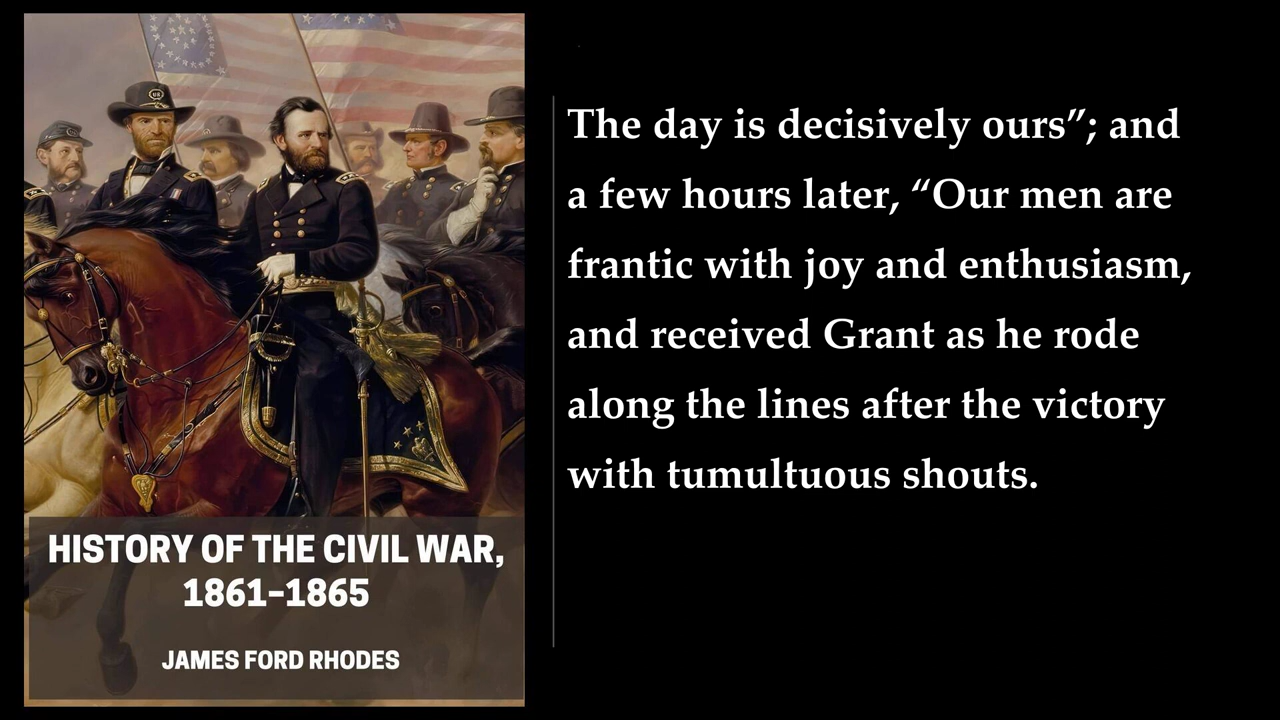 HISTORY OF THE CIVIL WAR,
1861–1865
JAMES FORD RHODES
The day is decisively ours”; and
a few hours later, “Our men are
frantic with joy and enthusiasm,
and received Grant as he rode
along the lines after the victory
with tumultuous shouts.